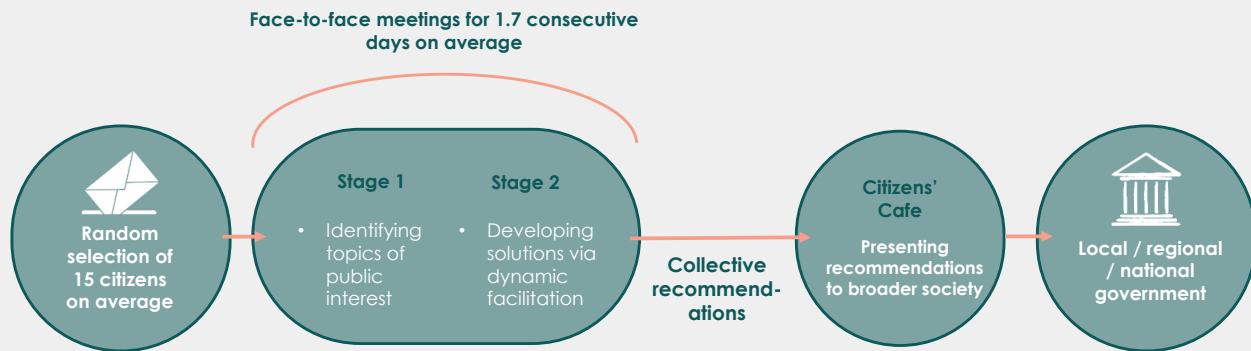 Face-to-face meetings for 1.7 consecutive
days on average
Random
selection of
15 citizens
on average
Stage 1
• Identifying
topics of
public
interest
Stage 2
• Developing
solutions via
dynamic
facilitation
Collective
recommend-
ations
Citizens’
Cafe
Presenting
recommendations
to broader society
Local / regional
/ national
government